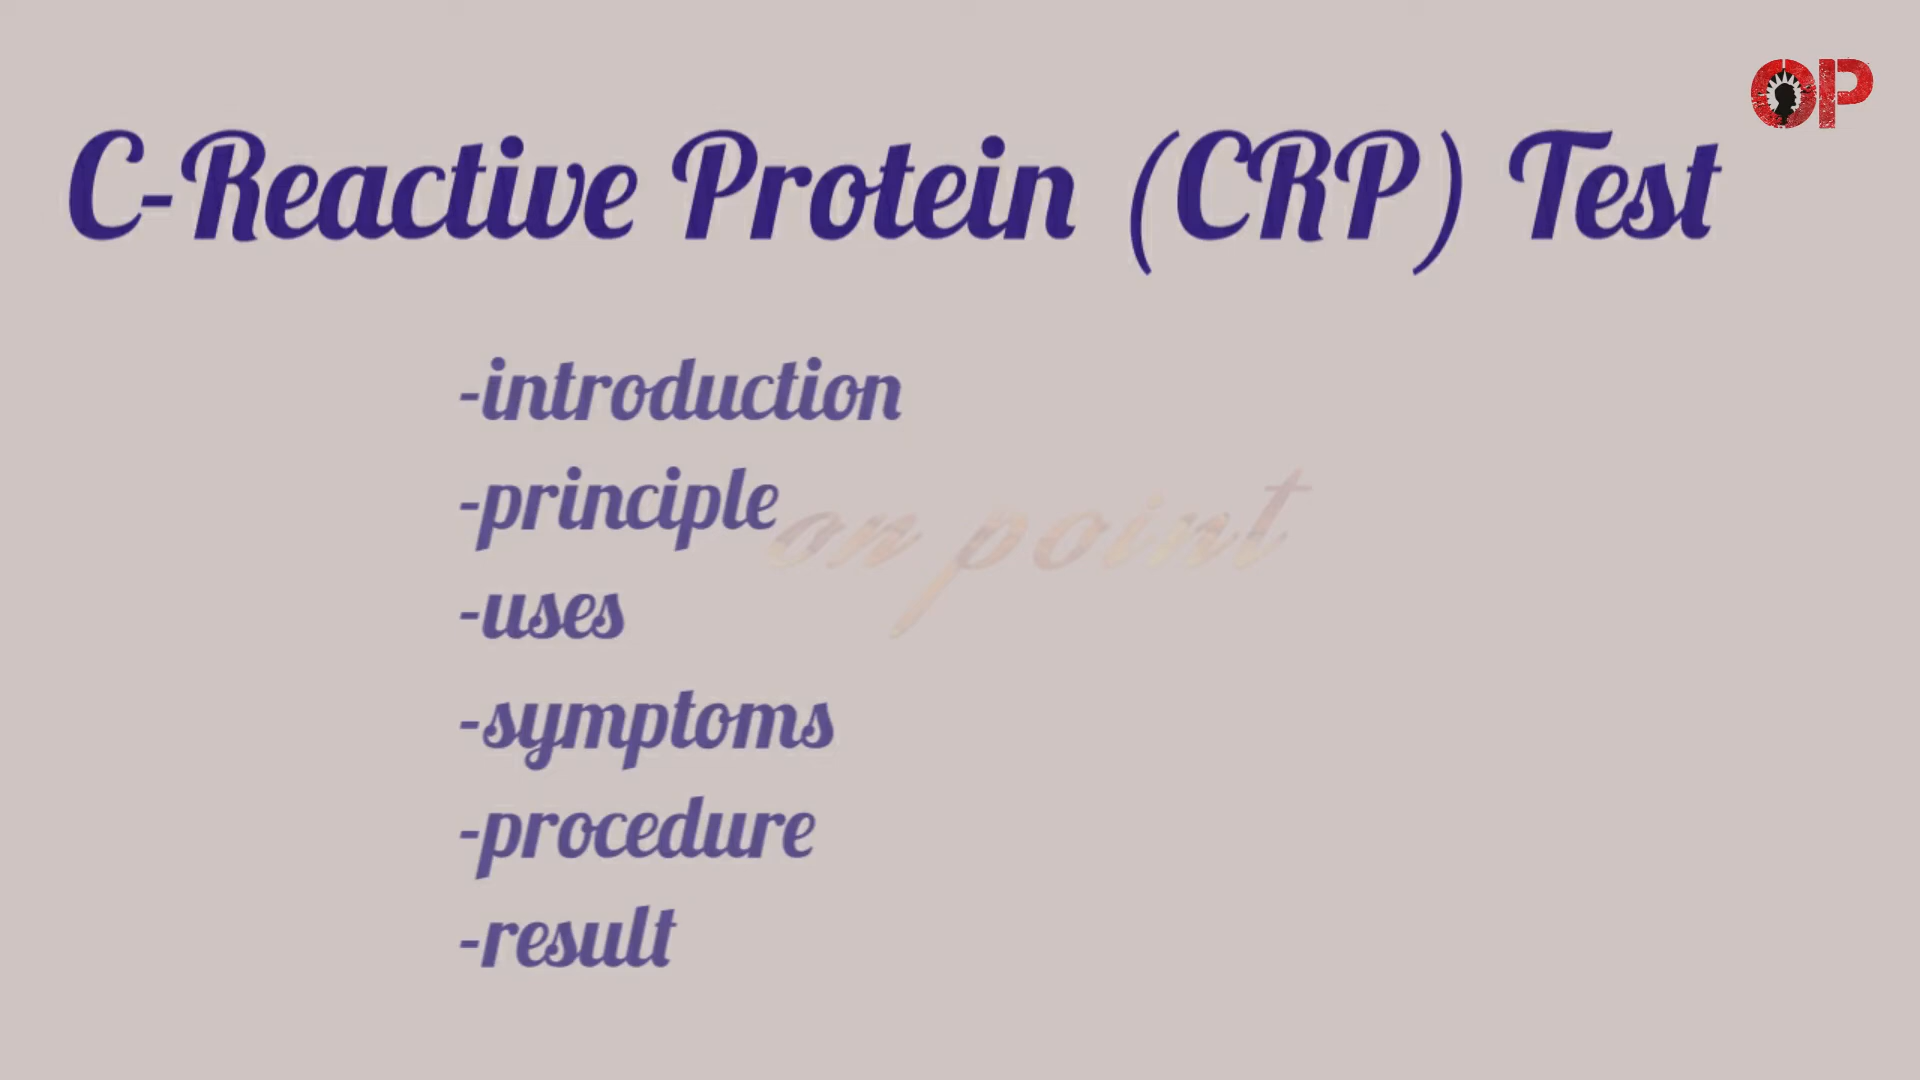 OP
C-Reactive Protein (CRP) Test
-introduction
-principle
on point
-uses
-symptoms
-procedure
-result